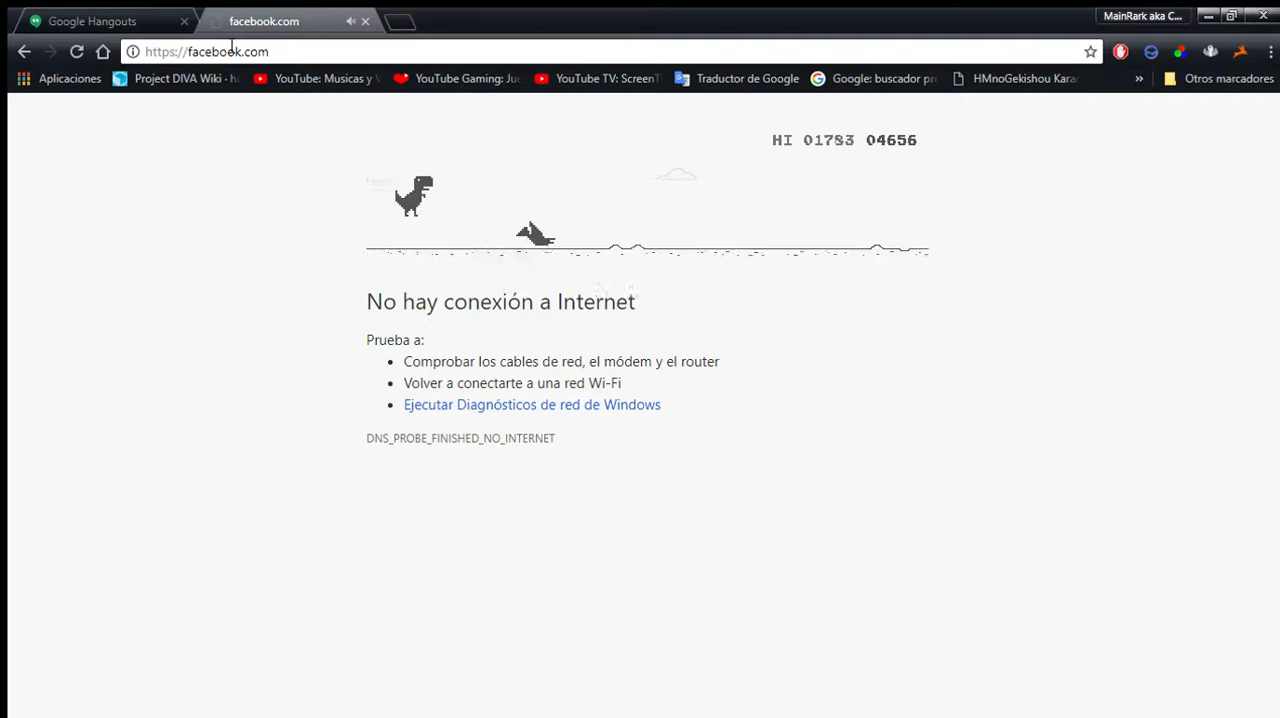 Google Hangouts
facebook.com
MainRark aka C...
https://facebook.com
Aplicaciones
Project DIVA Wiki - ha
YouTube: Musicas y V
YouTube Gaming: Jue
YouTube TV: ScreenT
Traductor de Google
Google: buscador pre
HMnoGekishou Kara
»
Otros marcadores
HI 01783 04656
No hay conexión a Internet
Prueba a:
• Comprobar los cables de red, el módem y el router
• Volver a conectarte a una red Wi-Fi
• Ejecutar Diagnósticos de red de Windows
DNS_PROBE_FINISHED_NO_INTERNET